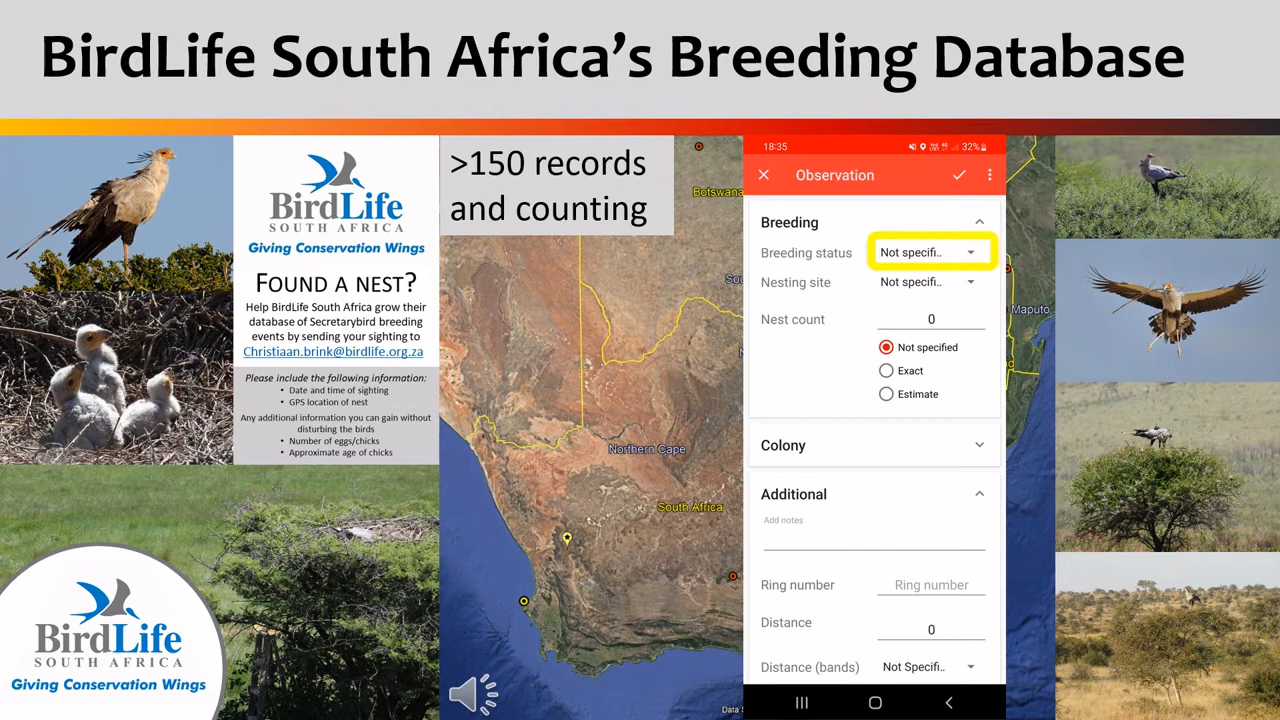 BirdLife South Africa’s Breeding Database
BirdLife
SOUTH AFRICA
Giving Conservation Wings
FOUND A NEST?
Help BirdLife South Africa grow their
database of Secretarybird breeding
events by sending your sighting to
Christiaan.brink@birdlife.org.za
Please include the following information:
• Date and time of sighting
• GPS location of nest
Any additional information you can gain without
disturbing the birds
• Number of eggs/chicks
• Approximate age of chicks
BirdLife
SOUTH AFRICA
Giving Conservation Wings
>150 records
and counting
Botswana
Northern Cape
South Africa
Maputo
18:35
32%
Observation
Breeding
Breeding status
Not specifi..
Nesting site
Not specifi..
Nest count
0
Not specified
Exact
Estimate
Colony
Additional
Add notes
Ring number
Ring number
Distance
0
Distance (bands)
Not Specifi..